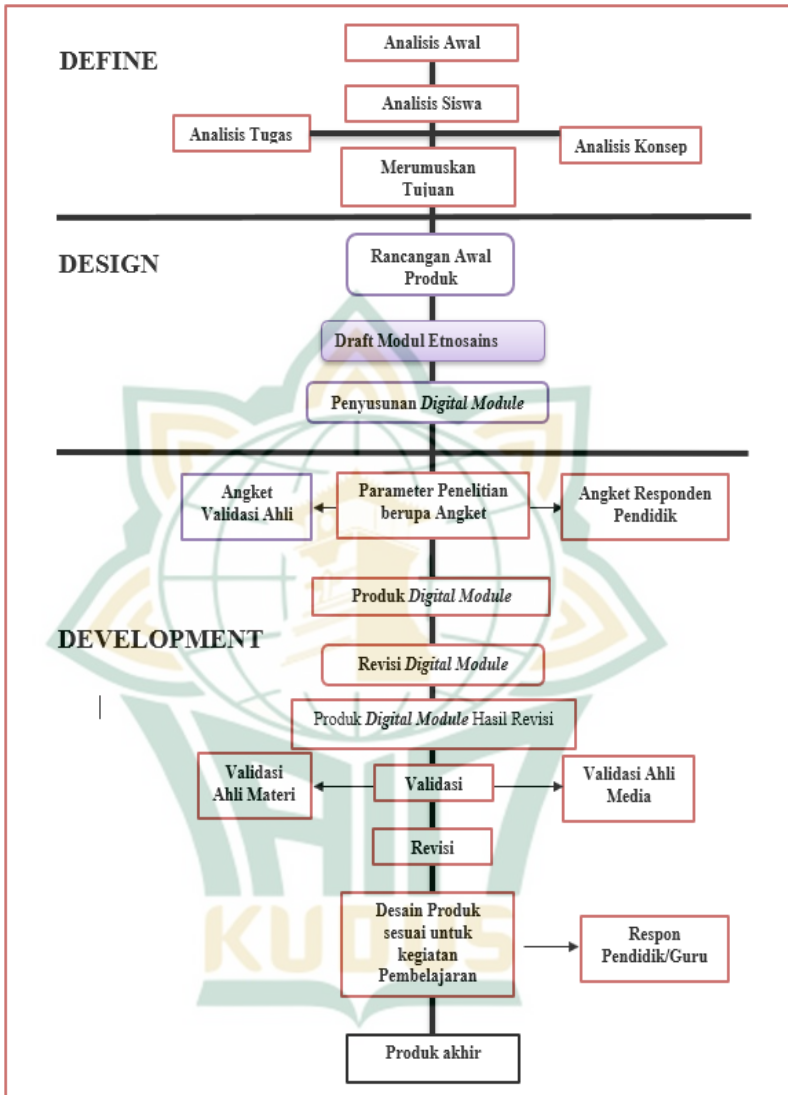 DEFINE
Analisis Awal
Analisis Siswa
Analisis Tugas
Analisis Konsep
Merumuskan
Tujuan
DESIGN
Rancangan Awal
Produk
Draft Modul Etnosains
Penyusunan Digital Module
Angket
Validasi Ahli
Parameter Penelitian
berupa Angket
Angket Responden
Pendidik
Produk Digital Module
DEVELOPMENT
Revisi Digital Module
Produk Digital Module Hasil Revisi
Validasi
Ahli Materi
Validasi
Validasi Ahli
Media
Revisi
Desain Produk
sesuai untuk
kegiatan
Pembelajaran
Respon
Pendidik/Guru
KUDUS
Produk akhir